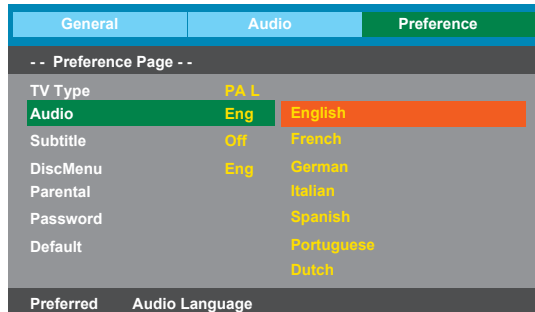 General Audio Preference
- - Preference Page - -
TV Type PA L
Audio Eng English
Subtitle Off French
DiscMenu Eng German
Parental Italian
Password Spanish
Default Portuguese
Dutch
Preferred Audio Language